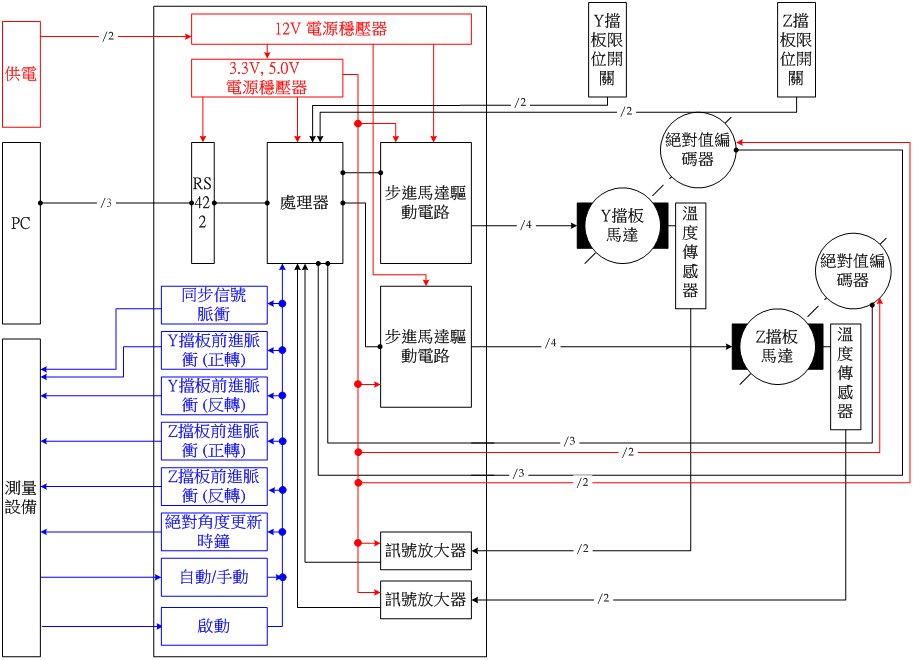 12V 電源穩壓器
Y擋
板限
位開
關
Z擋
板限
位開
關
/2
供電
3.3V, 5.0V
電源穩壓器
/2
/2
絕對值編
碼器
PC
/3
RS
42
2
處理器
步進馬達驅
動電路
/4
Y擋板
馬達
溫
度
傳
感
器
絕對值編
碼器
同步信號
脈衝
Y擋板前進脈
衝 (正轉)
步進馬達驅
動電路
/4
Z擋板
馬達
溫
度
傳
感
器
Y擋板前進脈
衝 (反轉)
Z擋板前進脈
衝 (正轉)
/3
/2
Z擋板前進脈
衝 (反轉)
/3
/2
測量
設備
絕對角度更新
時鐘
訊號放大器
/2
自動/手動
訊號放大器
/2
啟動